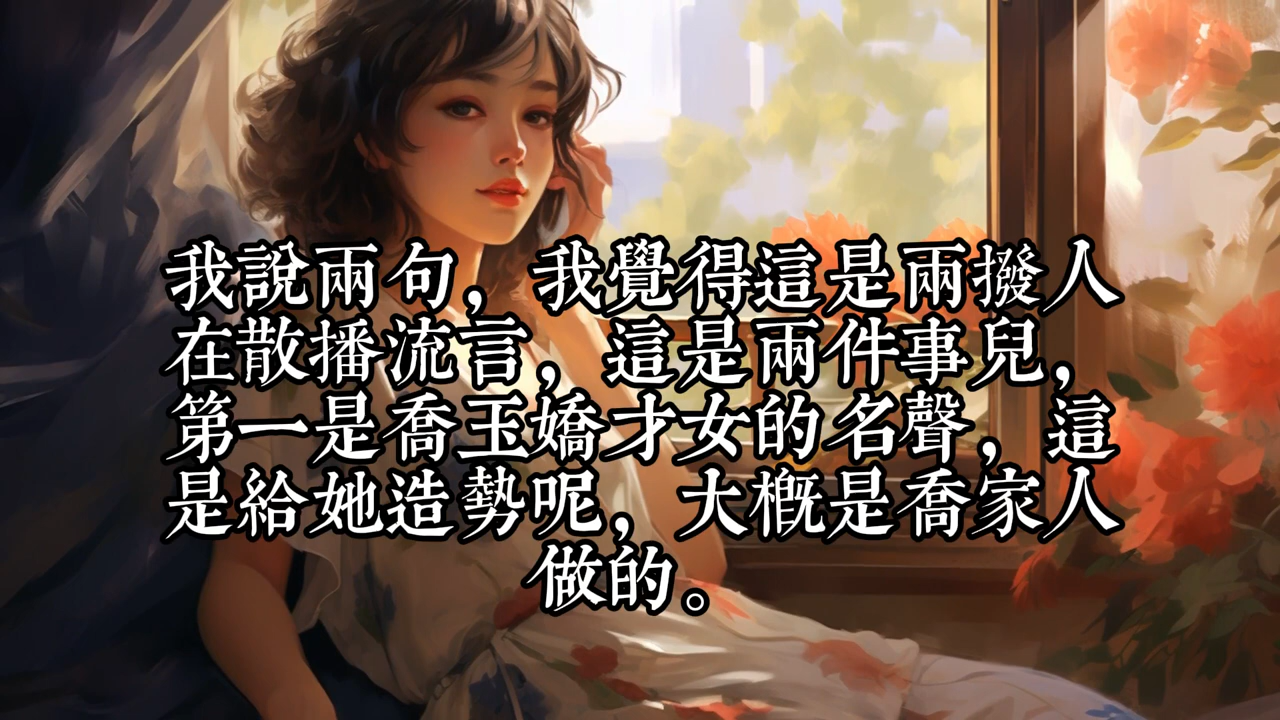 我說兩句，我覺得這是兩撥人
在散播流言，這是兩件事兒，
第一是喬玉嬌才女的名聲，這
是給她造勢呢，大概是喬家人
做的。